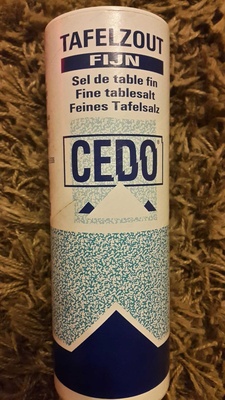 TAFELZOUT
FIJN
Sel de table fin
Fine tablesalt
Feines Tafelsalz
CEDO